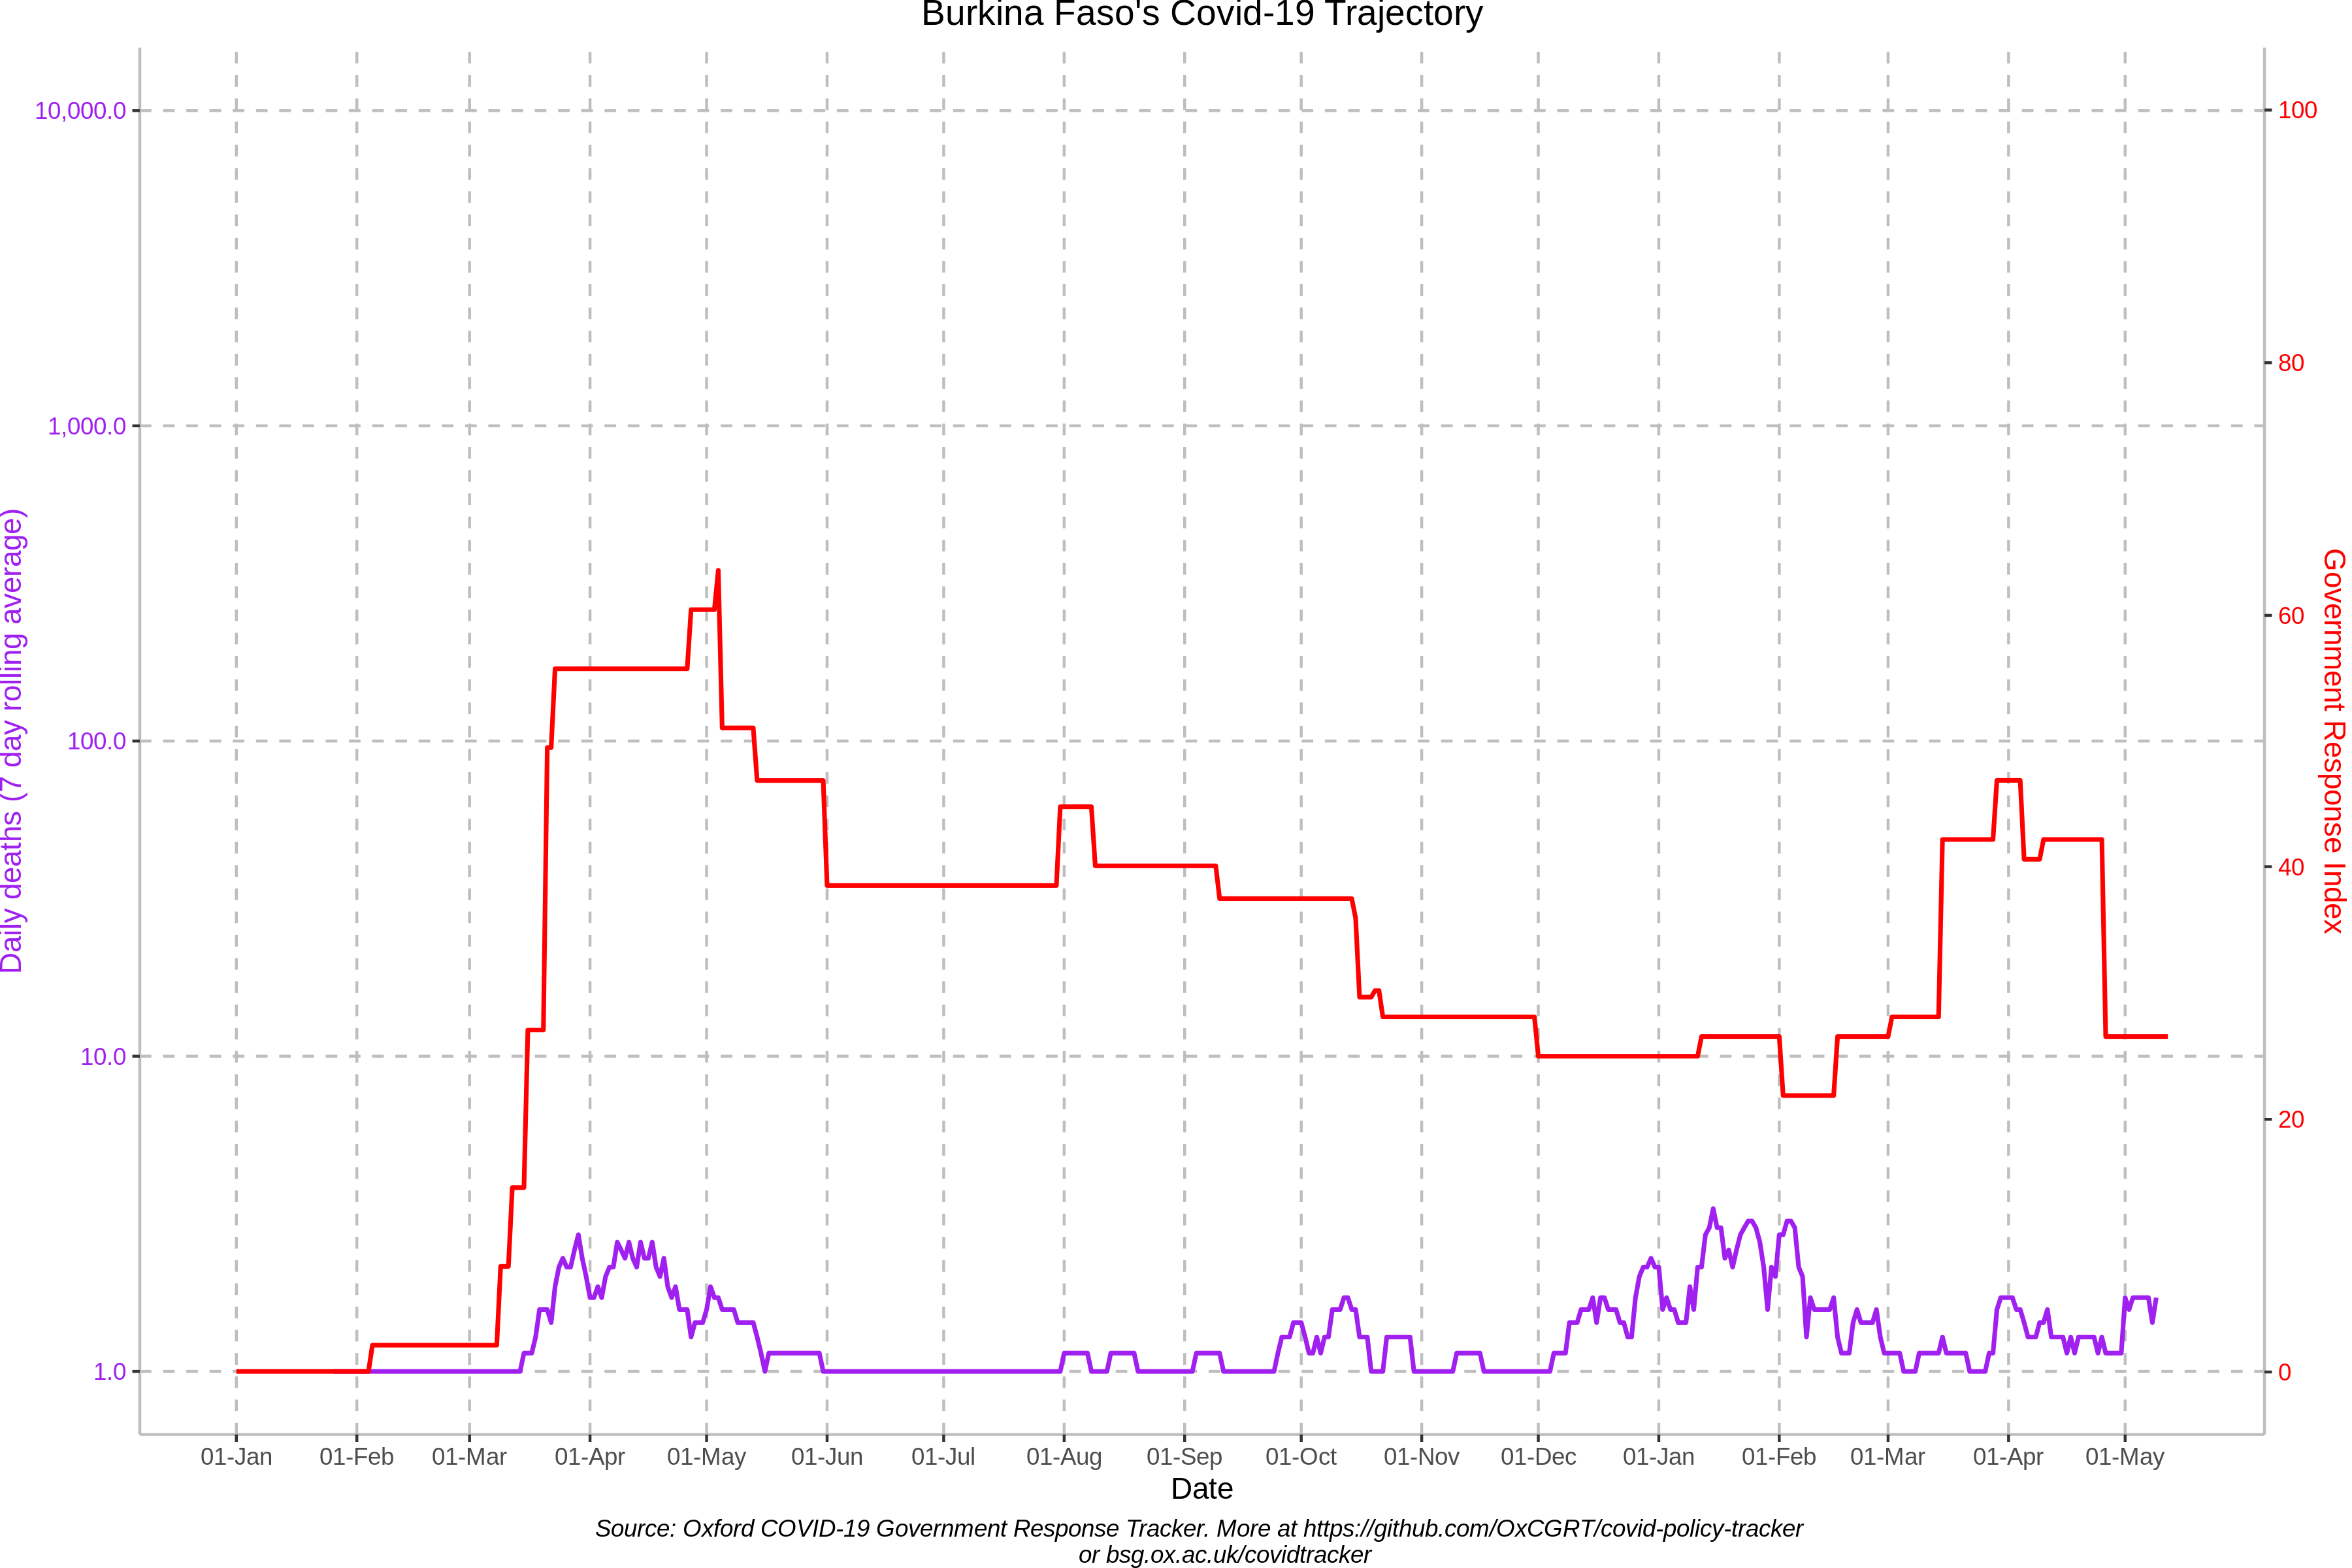 Burkina Faso's Covid-19 Trajectory
10,000.0
1,000.0
100.0
10.0
1.0
Daily deaths (7 day rolling average)
100
80
60
40
20
0
Government Response Index
01-Jan 01-Feb 01-Mar 01-Apr 01-May 01-Jun 01-Jul 01-Aug 01-Sep 01-Oct 01-Nov 01-Dec 01-Jan 01-Feb 01-Mar 01-Apr 01-May
Date
Source: Oxford COVID-19 Government Response Tracker. More at https://github.com/OxCGRT/covid-policy-tracker
or bsg.ox.ac.uk/covidtracker